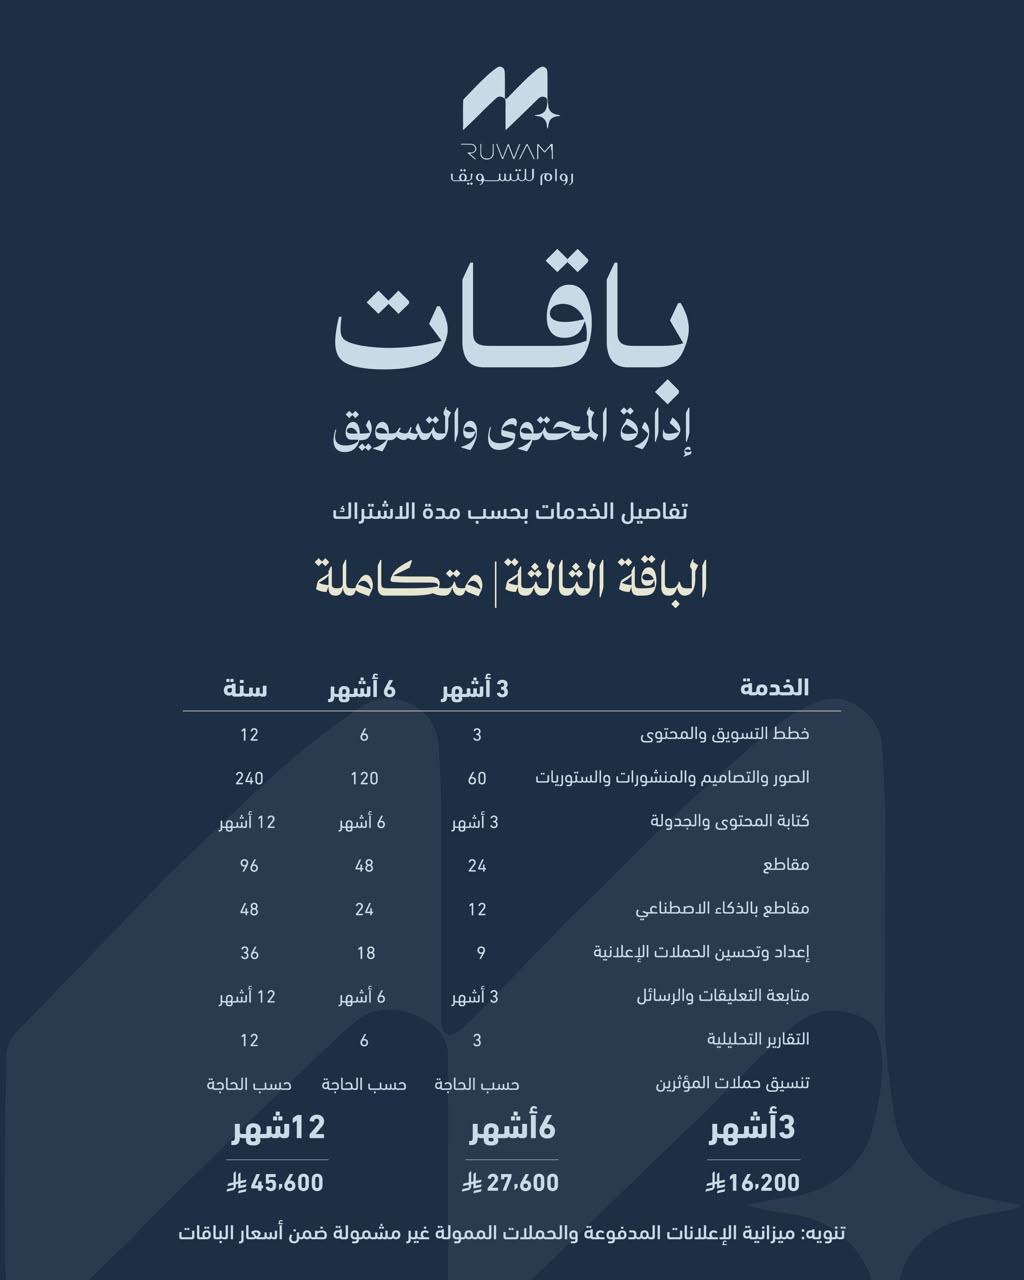 RUWAM
روام للتسويق
باقات
إدارة المحتوى والتسويق
تفاصيل الخدمات بحسب مدة الاشتراك
الباقة الثالثة | متكاملة
الخدمة 3 أشهر 6 أشهر سنة
خطط التسويق والمحتوى 3 6 12
الصور والتصاميم والمنشورات والستوريات 60 120 240
كتابة المحتوى والجدولة 3 أشهر 6 أشهر 12 أشهر
مقاطع 24 48 96
مقاطع بالذكاء الاصطناعي 12 24 48
إعداد وتحسين الحملات الإعلانية 9 18 36
متابعة التعليقات والرسائل 3 أشهر 6 أشهر 12 أشهر
التقارير التحليلية 3 6 12
تنسيق حملات المؤثرين حسب الحاجة حسب الحاجة حسب الحاجة
3أشهر 6أشهر 12شهر
16,200 ⃁ 27,600 ⃁ 45,600 ⃁
تنويه: ميزانية الإعلانات المدفوعة والحملات الممولة غير مشمولة ضمن أسعار الباقات